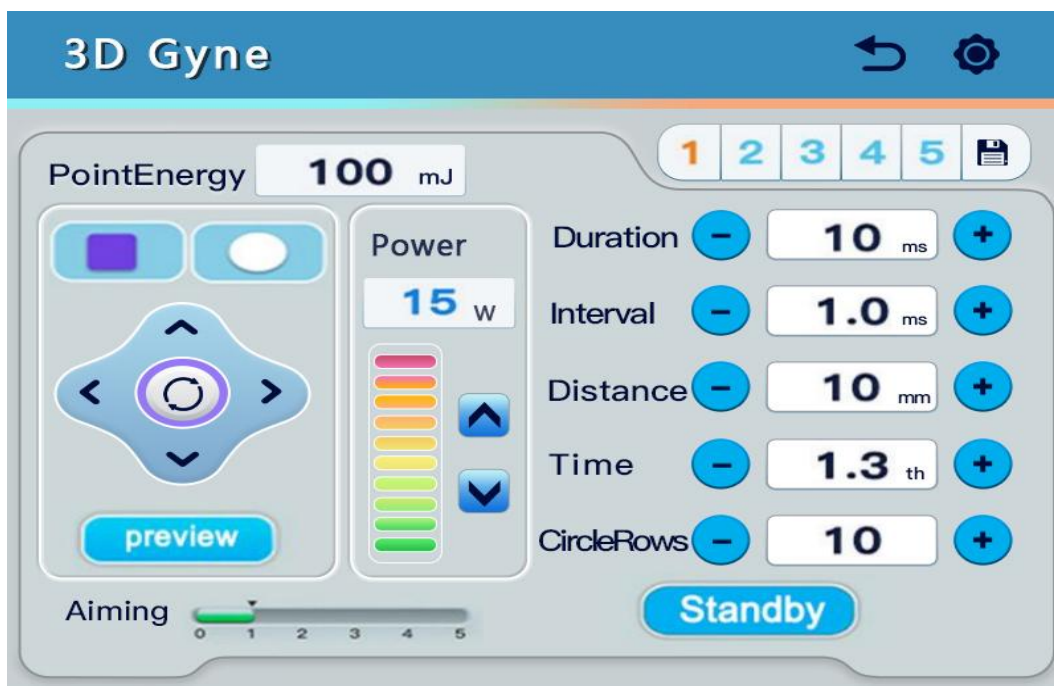 3D Gyne
1 2 3 4 5
PointEnergy 100 mJ
Power
15 W
preview
Aiming
0 1 2 3 4 5
Duration - 10 ms +
Interval - 1.0 ms +
Distance - 10 mm +
Time - 1.3 th +
CircleRows - 10 +
Standby